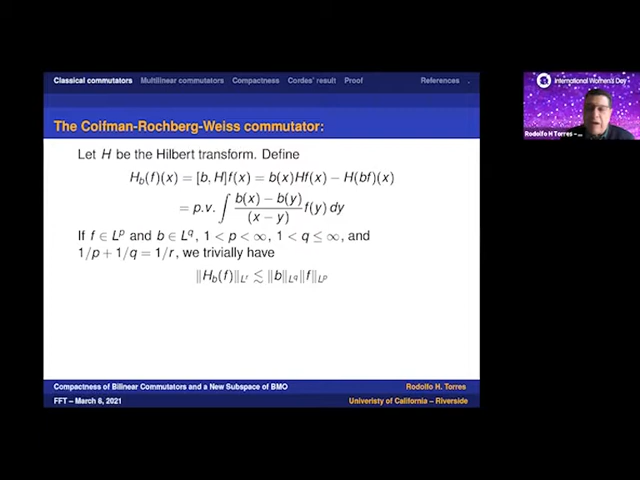 Classical commutators Multilinear commutators Compactness Cordes' result Proof References .
The Coifman-Rochberg-Weiss commutator:
Let H be the Hilbert transform. Define
H_b(f)(x) = [b, H]f(x) = b(x)Hf(x) − H(bf)(x)
= p.v. ∫ b(x) − b(y) / (x − y) f(y) dy
If f ∈ L^p and b ∈ L^q, 1 < p < ∞, 1 < q ≤ ∞, and
1/p + 1/q = 1/r, we trivially have
‖H_b(f)‖_{L^r} ≲ ‖b‖_{L^q}‖f‖_{L^p}
Compactness of Bilinear Commutators and a New Subspace of BMO Rodolfo H. Torres
FFT – March 8, 2021 Univeristy of California – Riverside
International Women's Day
Rodolfo H Torres -